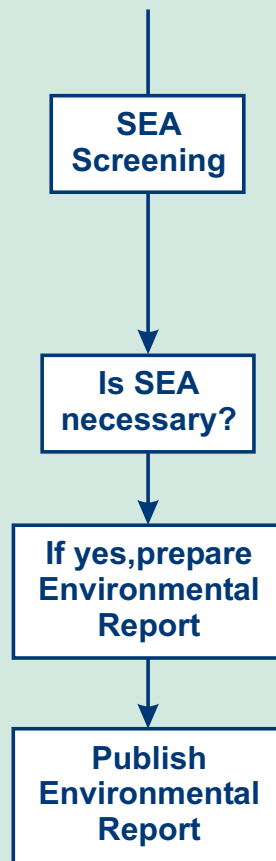 SEA
Screening
Is SEA
necessary?
If yes,prepare
Environmental
Report
Publish
Environmental
Report